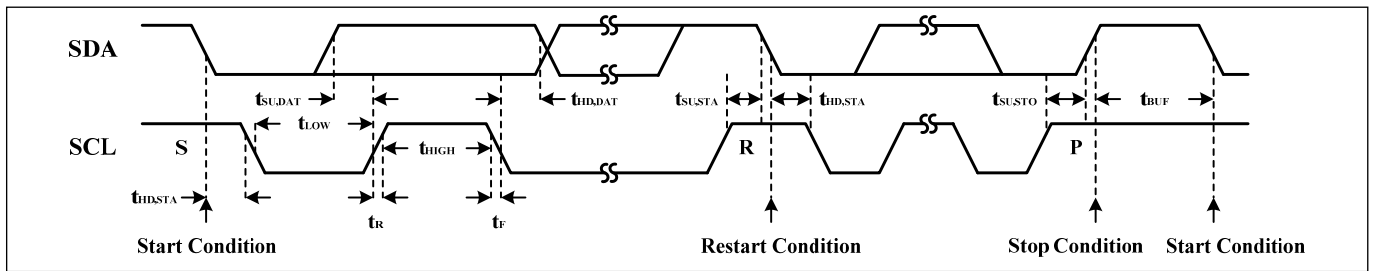 SDA
tSU,DAT tHD,DAT tSU,STA tHD,STA tSU,STO tBUF
tLOW
SCL S tHIGH R P
tHD,STA
tR tF
Start Condition Restart Condition Stop Condition Start Condition